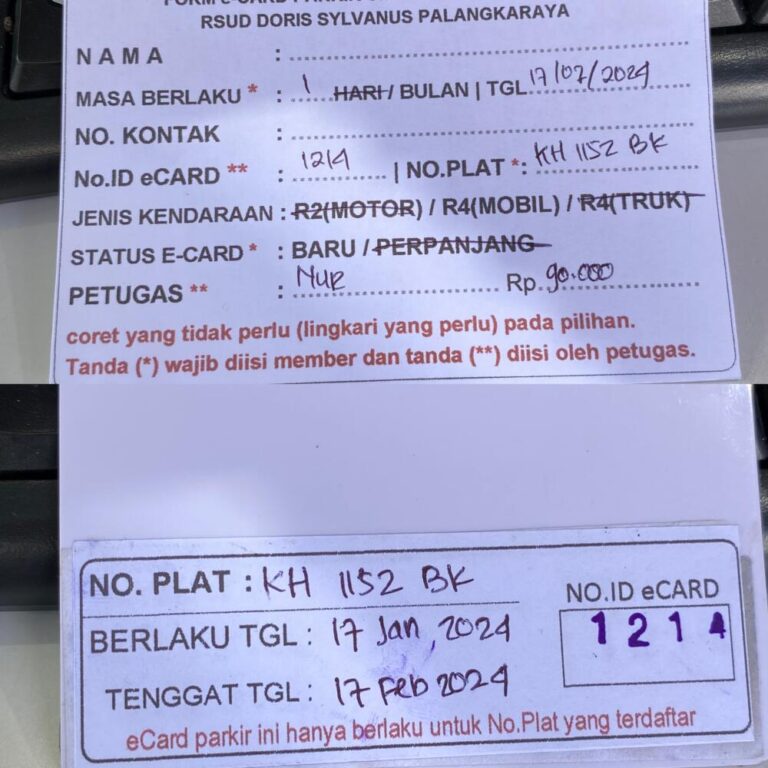 RSUD DORIS SYLVANUS PALANGKARAYA
NAMA :
MASA BERLAKU * : 1 HARI / BULAN | TGL 17/07/2024
NO. KONTAK :
No.ID eCARD ** : 1214 | NO.PLAT *: KH 1152 BK
JENIS KENDARAAN : R2(MOTOR) / R4(MOBIL) / R4(TRUK)
STATUS E-CARD * : BARU / PERPANJANG
PETUGAS ** : NUR Rp. 90.000
coret yang tidak perlu (lingkari yang perlu) pada pilihan.
Tanda (*) wajib diisi member dan tanda (**) diisi oleh petugas.
NO. PLAT : KH 1152 BK
NO.ID eCARD
1214
BERLAKU TGL : 17 Jan 2024
TENGGAT TGL : 17 Feb 2024
eCard parkir ini hanya berlaku untuk No.Plat yang terdaftar